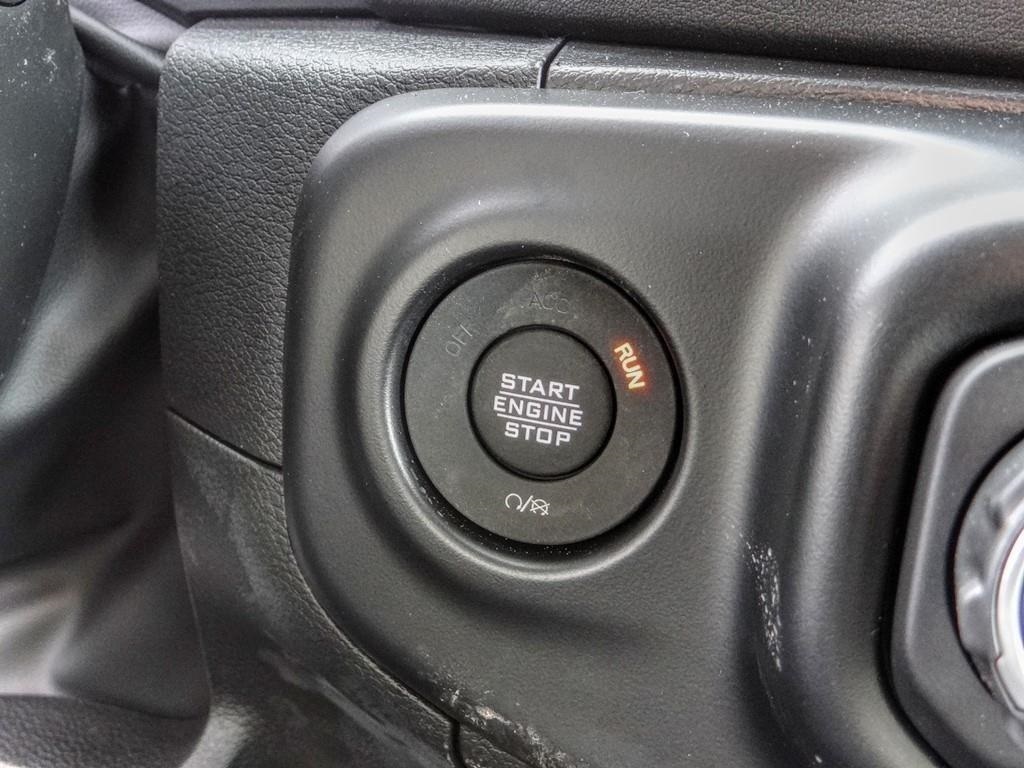 ACC
OFF
RUN
START
ENGINE
STOP